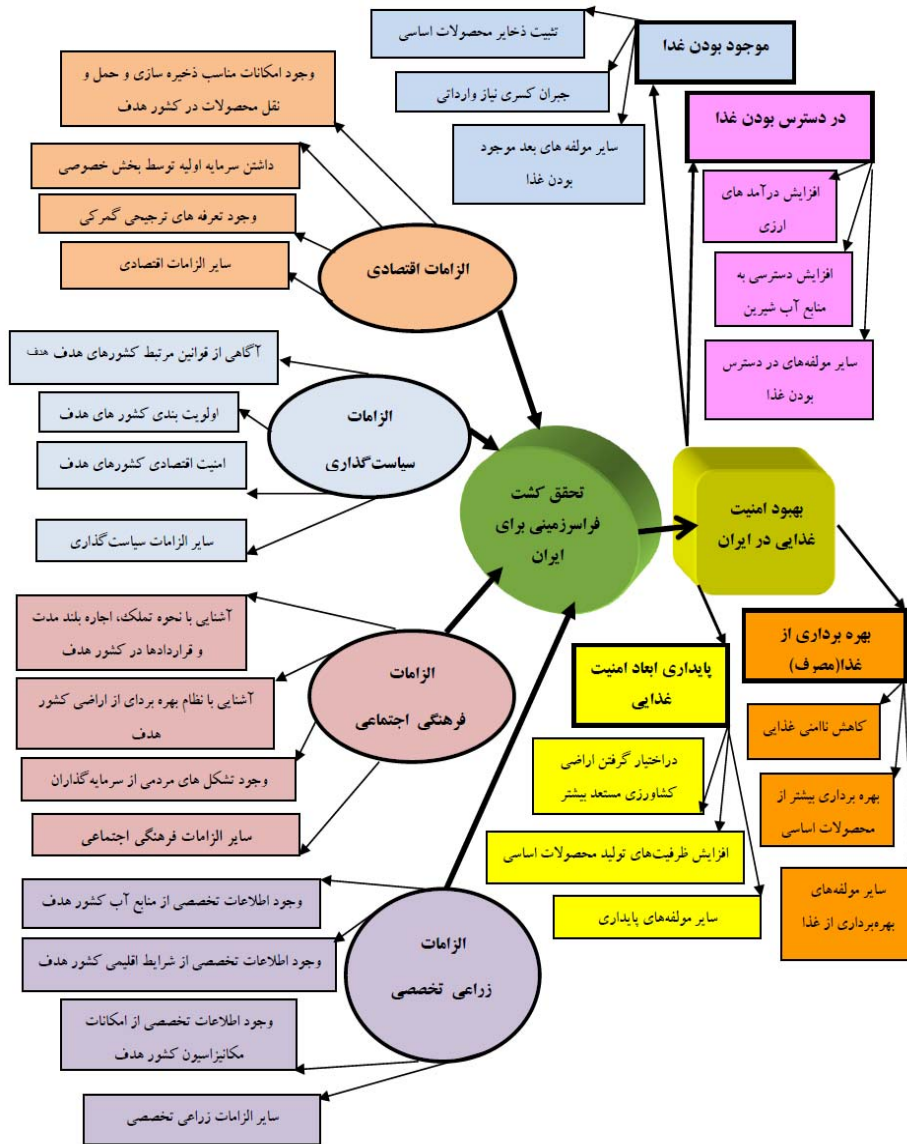 موجود بودن غذا
تثبیت ذخایر محصولات اساسی
جبران کسری نیاز وارداتی
سایر مولفه های بعد موجود
بودن غذا
در دسترس بودن غذا
افزایش درآمد های
ارزی
افزایش دسترسی به
منابع آب شیرین
سایر مولفه‌های در دسترس
بودن غذا
وجود امکانات مناسب ذخیره سازی و حمل و
نقل محصولات در کشور هدف
داشتن سرمایه اولیه توسط بخش خصوصی
وجود تعرفه های ترجیحی گمرکی
سایر الزامات اقتصادی
الزامات اقتصادی
آگاهی از قوانین مرتبط کشورهای هدف هدف
اولویت بندی کشور های هدف
امنیت اقتصادی کشورهای هدف
سایر الزامات سیاست‌گذاری
الزامات
سیاست‌گذاری
تحقق کشت
فراسرزمینی برای
ایران
بهبود امنیت
غذایی در ایران
آشنایی با نحوه تملک، اجاره بلند مدت
و قراردادها در کشور هدف
آشنایی با نظام بهره بردای از اراضی کشور
هدف
وجود تشکل های مردمی از سرمایه‌گذاران
سایر الزامات فرهنگی اجتماعی
الزامات
فرهنگی اجتماعی
بهره برداری از
غذا(مصرف)
کاهش ناامنی غذایی
بهره برداری بیشتر از
محصولات اساسی
سایر مولفه‌های
بهره‌برداری از غذا
پایداری ابعاد امنیت
غذایی
دراختیار گرفتن اراضی
کشاورزی مستعد بیشتر
افزایش ظرفیت‌های تولید محصولات اساسی
سایر مولفه‌های پایداری
وجود اطلاعات تخصصی از منابع آب کشور هدف
وجود اطلاعات تخصصی از شرایط اقلیمی کشور هدف
وجود اطلاعات تخصصی از امکانات
مکانیزاسیون کشور هدف
سایر الزامات زراعی تخصصی
الزامات
زراعی تخصصی